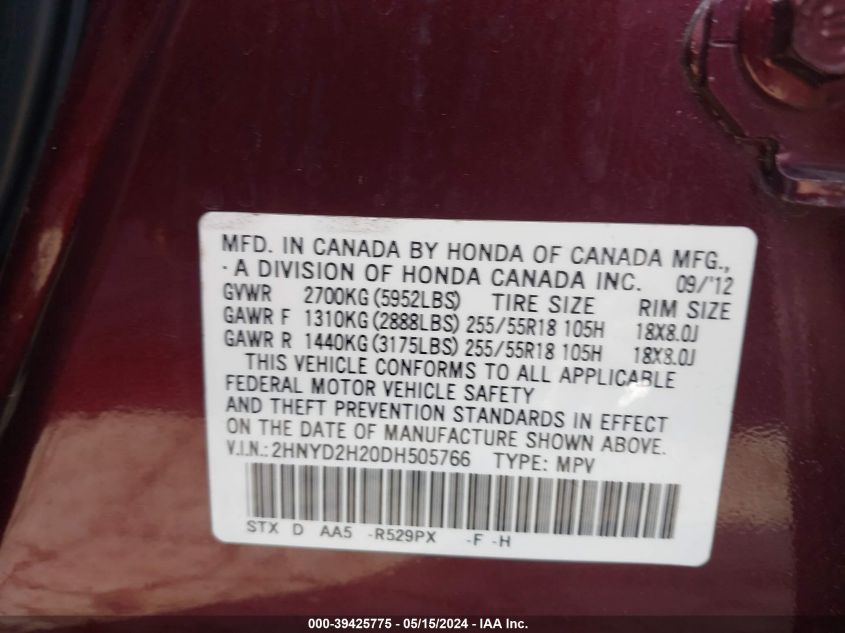 MFD. IN CANADA BY HONDA OF CANADA MFG.,
A DIVISION OF HONDA CANADA INC. 09/'12
GVWR 2700KG (5952LBS) TIRE SIZE RIM SIZE
GAWR F 1310KG (2888LBS) 255/55R18 105H 18X8.0J
GAWR R 1440KG (3175LBS) 255/55R18 105H 18X8.0J
THIS VEHICLE CONFORMS TO ALL APPLICABLE
FEDERAL MOTOR VEHICLE SAFETY
AND THEFT PREVENTION STANDARDS IN EFFECT
ON THE DATE OF MANUFACTURE SHOWN ABOVE.
V.I.N.: 2HNYD2H20DH505766 TYPE: MPV
STX D AA5 -R529PX -F -H
000-39425775 - 05/15/2024 - IAA Inc.